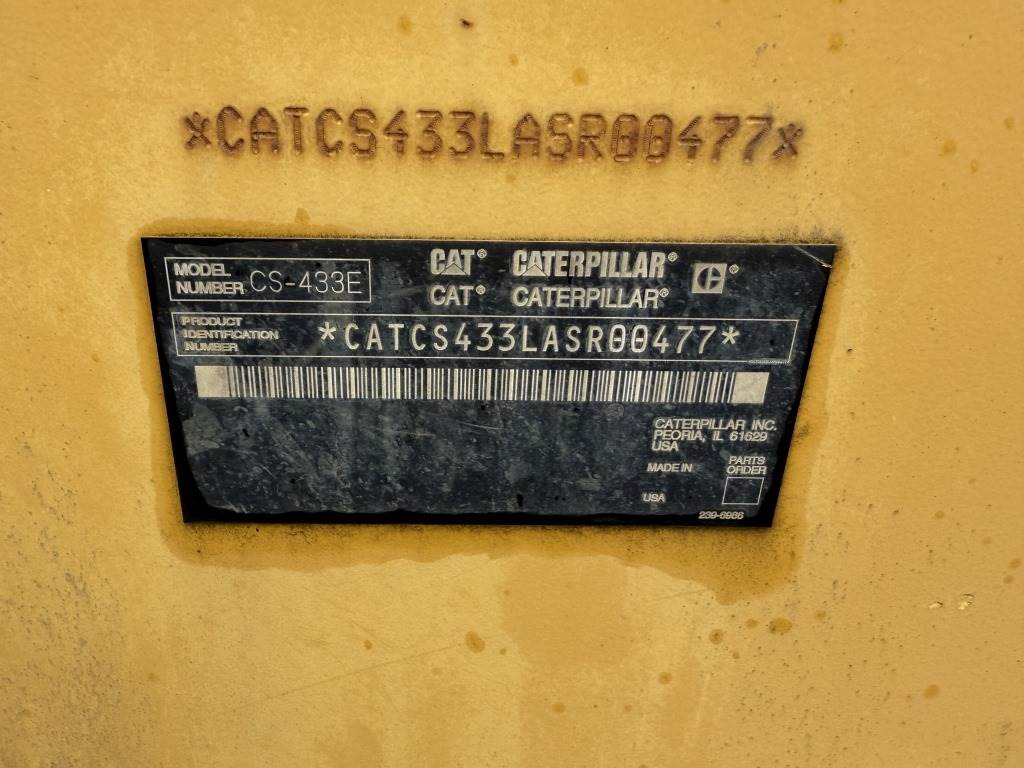 *CATCS433LASR00477*
MODEL NUMBER CS-433E
CAT® CATERPILLAR® C®
CAT® CATERPILLAR®
PRODUCT IDENTIFICATION NUMBER *CATCS433LASR00477*
CATERPILLAR INC.
PEORIA, IL 61629
USA
MADE IN
USA
PARTS
ORDER
239-6986